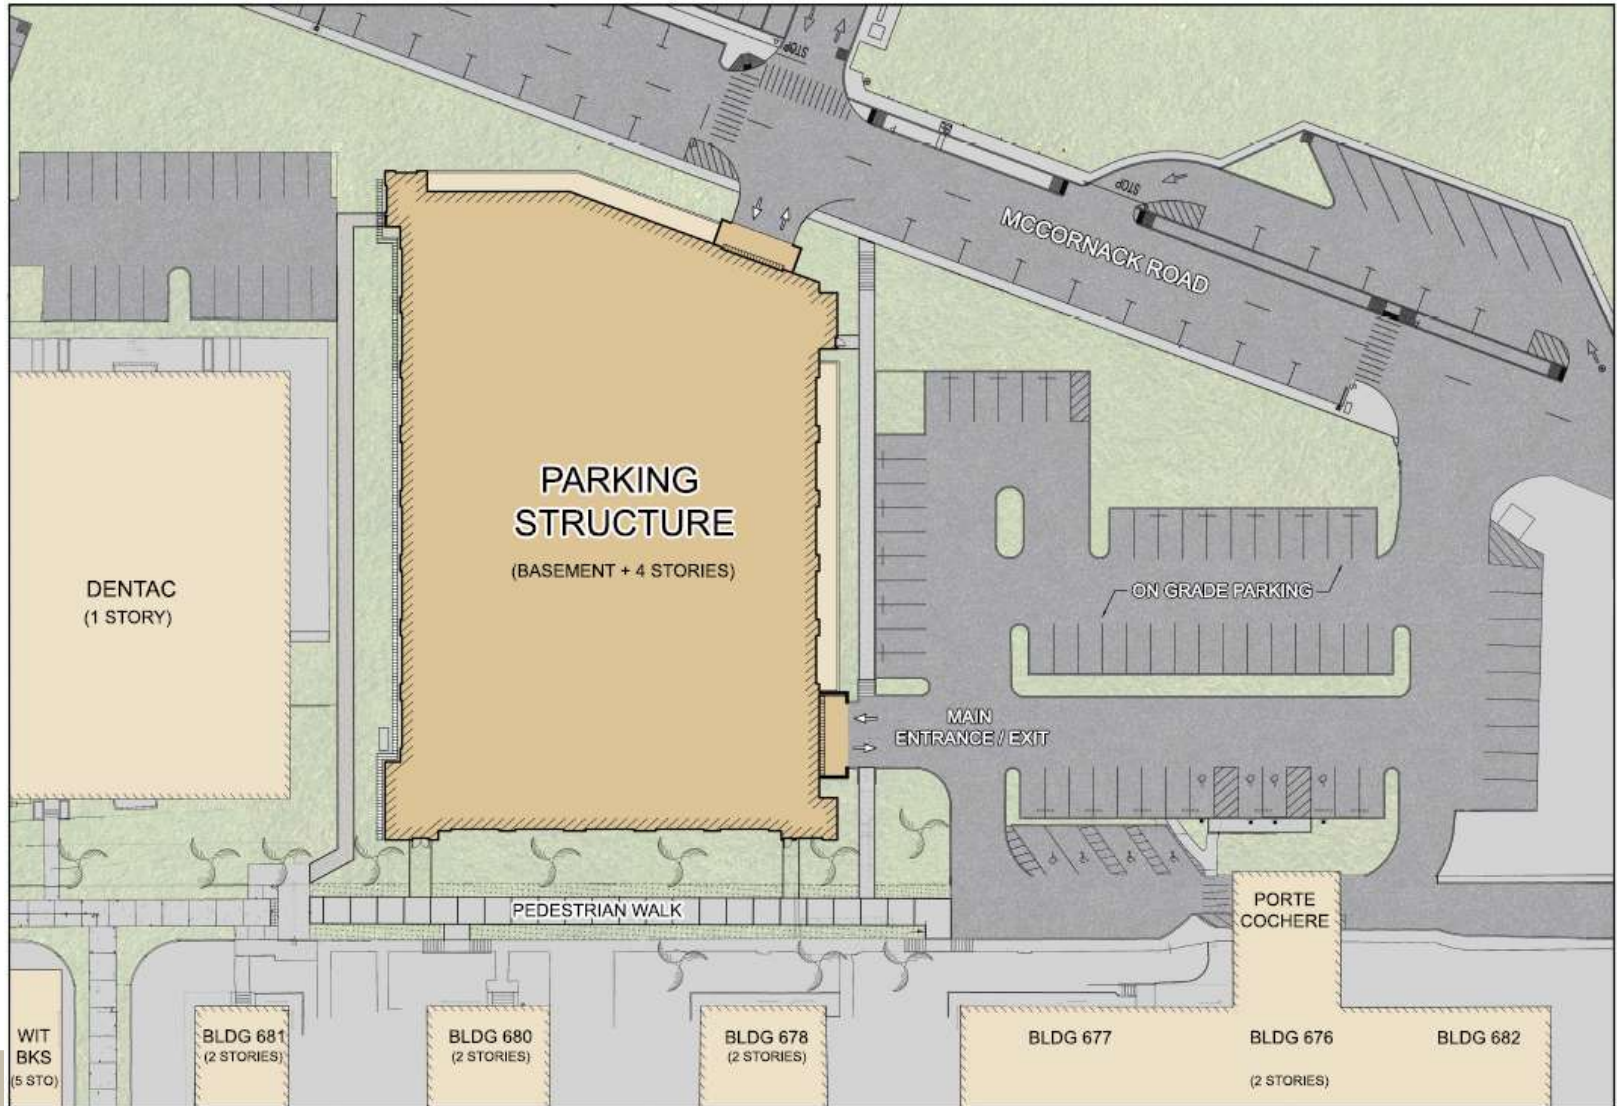 STOP
STOP
MCCORNACK ROAD
PARKING
STRUCTURE
(BASEMENT + 4 STORIES)
DENTAC
(1 STORY)
ON GRADE PARKING
MAIN
ENTRANCE / EXIT
PEDESTRIAN WALK
PORTE
COCHERE
WIT
BKS
(5 STO)
BLDG 681
(2 STORIES)
BLDG 680
(2 STORIES)
BLDG 678
(2 STORIES)
BLDG 677
BLDG 676
BLDG 682
(2 STORIES)